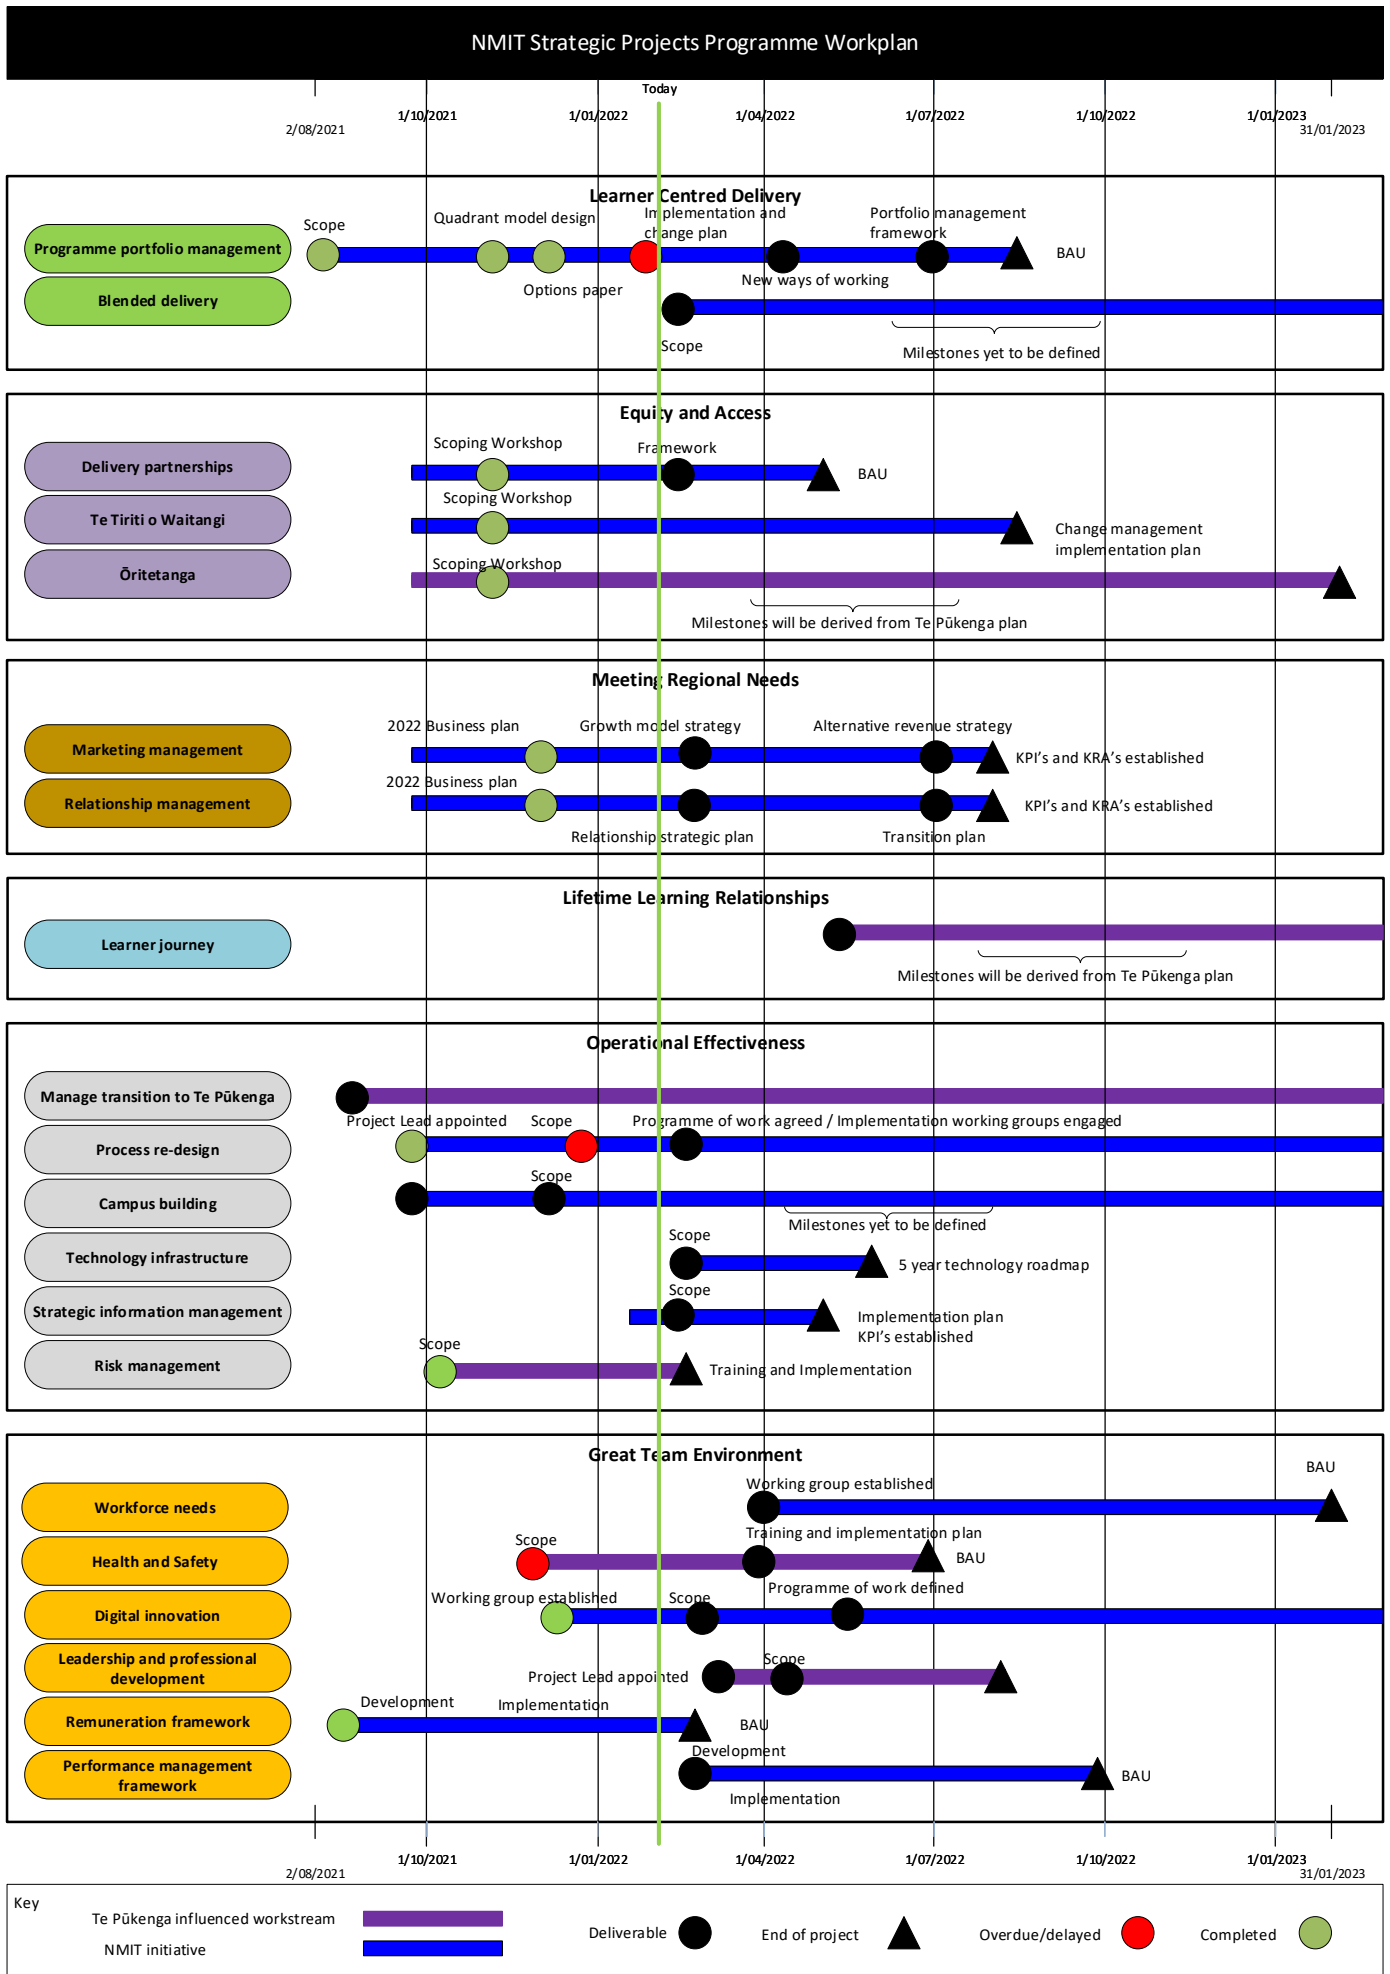 NMIT Strategic Projects Programme Workplan
Today
1/10/2021
1/01/2022
1/04/2022
1/07/2022
1/10/2022
1/01/2023
2/08/2021
31/01/2023
Learner Centred Delivery
Programme portfolio management
Scope
Quadrant model design
Options paper
Implementation and
change plan
New ways of working
Portfolio management
framework
BAU
Blended delivery
Scope
Milestones yet to be defined
Equity and Access
Delivery partnerships
Scoping Workshop
Framework
BAU
Te Tiriti o Waitangi
Scoping Workshop
Change management
implementation plan
Ōritetanga
Scoping Workshop
Milestones will be derived from Te Pūkenga plan
Meeting Regional Needs
Marketing management
2022 Business plan
Growth model strategy
Alternative revenue strategy
KPI's and KRA's established
Relationship management
2022 Business plan
Relationship strategic plan
Transition plan
KPI's and KRA's established
Lifetime Learning Relationships
Learner journey
Milestones will be derived from Te Pūkenga plan
Operational Effectiveness
Manage transition to Te Pūkenga
Process re-design
Project Lead appointed
Scope
Programme of work agreed / Implementation working groups engaged
Campus building
Scope
Milestones yet to be defined
Technology infrastructure
Scope
5 year technology roadmap
Strategic information management
Scope
Implementation plan
KPI's established
Risk management
Scope
Training and Implementation
Great Team Environment
Workforce needs
Working group established
BAU
Health and Safety
Scope
Training and implementation plan
BAU
Digital innovation
Working group established
Scope
Programme of work defined
Leadership and professional
development
Project Lead appointed
Scope
Remuneration framework
Development
Implementation
BAU
Performance management
framework
Development
Implementation
BAU
1/10/2021
1/01/2022
1/04/2022
1/07/2022
1/10/2022
1/01/2023
2/08/2021
31/01/2023
Key
Te Pūkenga influenced workstream
NMIT initiative
Deliverable
End of project
Overdue/delayed
Completed